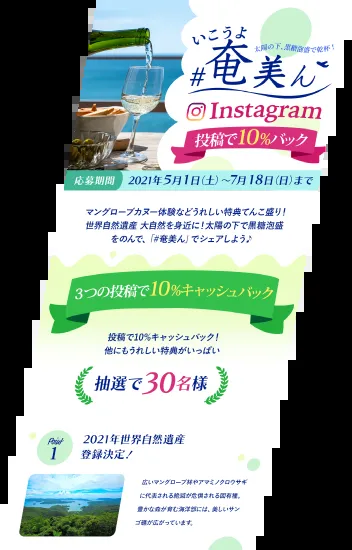 いこうよ
太陽の下、黒糖泡盛で乾杯！
#奄美ん
Instagram
投稿で10%バック
応募期間 2021年5月1日(土)～7月18日(日)まで
マングローブカヌー体験などうれしい特典てんこ盛り！
世界自然遺産 大自然を身近に！太陽の下で黒糖泡盛
をのんで、「#奄美ん」でシェアしよう♪
3つの投稿で10%キャッシュバック
投稿で10%キャッシュバック！
他にもうれしい特典がいっぱい
抽選で30名様
Point
1
2021年世界自然遺産
登録決定！
広いマングローブ林やアマミノクロウサギ
に代表される絶滅が危惧される固有種。
豊かな森が育む海洋部には、美しいサン
ゴ礁が広がっています。